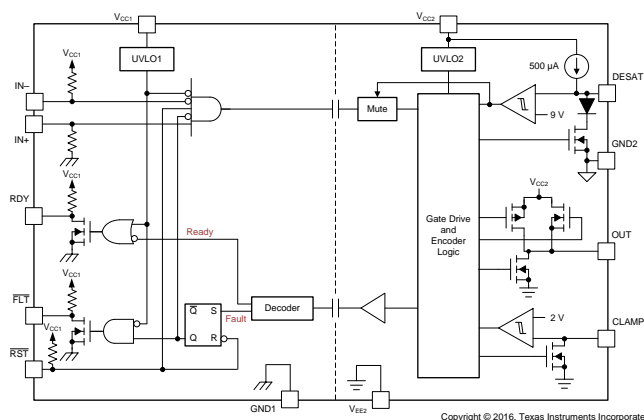 VCC1
VCC2
UVLO1
UVLO2
500 µA
DESAT
VCC1
IN–
IN+
Mute
9 V
GND2
VCC1
RDY
Ready
VCC2
Gate Drive
and
Encoder
Logic
OUT
VCC1
FLT
VCC1
RST
Q S
Fault
Q R
Decoder
2 V
CLAMP
GND1
VEE2
Copyright © 2016, Texas Instruments Incorporate